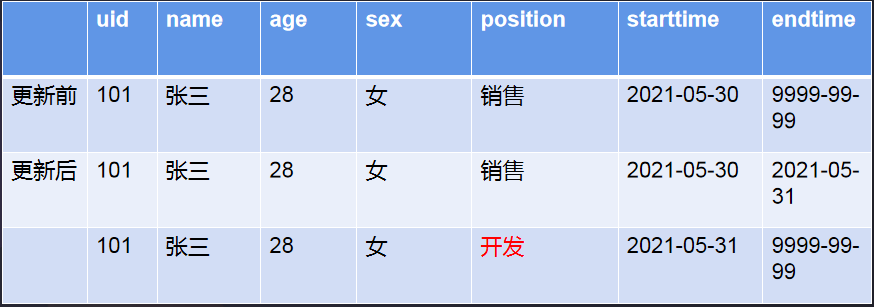 uid name age sex position starttime endtime
更新前 101 张三 28 女 销售 2021-05-30 9999-99-
99
更新后 101 张三 28 女 销售 2021-05-30 2021-05-
31
101 张三 28 女 开发 2021-05-31 9999-99-
99